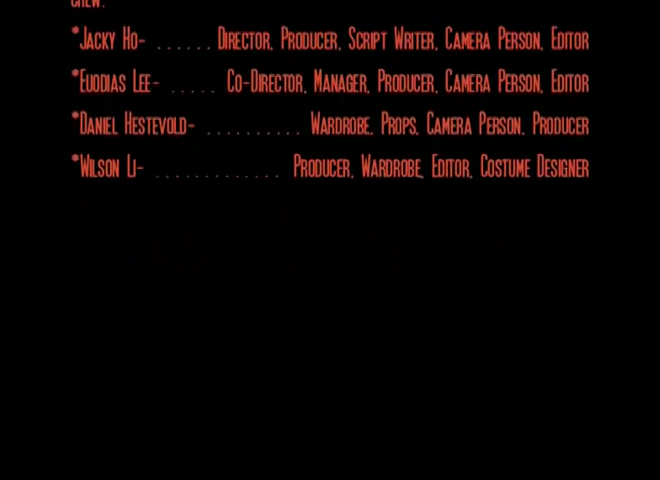 CREW:
*JACKY HO- . . . . . . DIRECTOR, PRODUCER, SCRIPT WRITER, CAMERA PERSON, EDITOR
*EUODIAS LEE- . . . . . CO-DIRECTOR, MANAGER, PRODUCER, CAMERA PERSON, EDITOR
*DANIEL HESTEVOLD- . . . . . . . . . . WARDROBE, PROPS, CAMERA PERSON, PRODUCER
*WILSON LI- . . . . . . . . . . . . . PRODUCER, WARDROBE, EDITOR, COSTUME DESIGNER